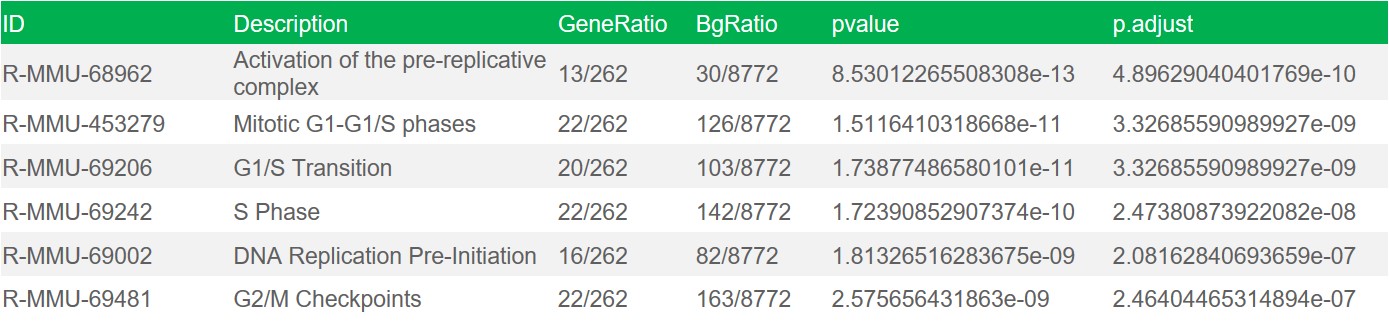 ID Description GeneRatio BgRatio pvalue p.adjust
R-MMU-68962 Activation of the pre-replicative complex 13/262 30/8772 8.53012265508308e-13 4.89629040401769e-10
R-MMU-453279 Mitotic G1-G1/S phases 22/262 126/8772 1.5116410318668e-11 3.32685590989927e-09
R-MMU-69206 G1/S Transition 20/262 103/8772 1.73877486580101e-11 3.32685590989927e-09
R-MMU-69242 S Phase 22/262 142/8772 1.72390852907374e-10 2.47380873922082e-08
R-MMU-69002 DNA Replication Pre-Initiation 16/262 82/8772 1.81326516283675e-09 2.08162840693659e-07
R-MMU-69481 G2/M Checkpoints 22/262 163/8772 2.575656431863e-09 2.46404465314894e-07